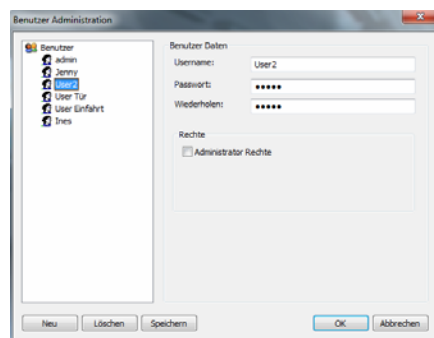 Benutzer Administration
Benutzer
admin
Jenny
User2
User Tür
User Einfahrt
Ines
Benutzer Daten
Username: User2
Passwort: •••••
Wiederholen: •••••
Rechte
Administrator Rechte
Neu Löschen Speichern OK Abbrechen